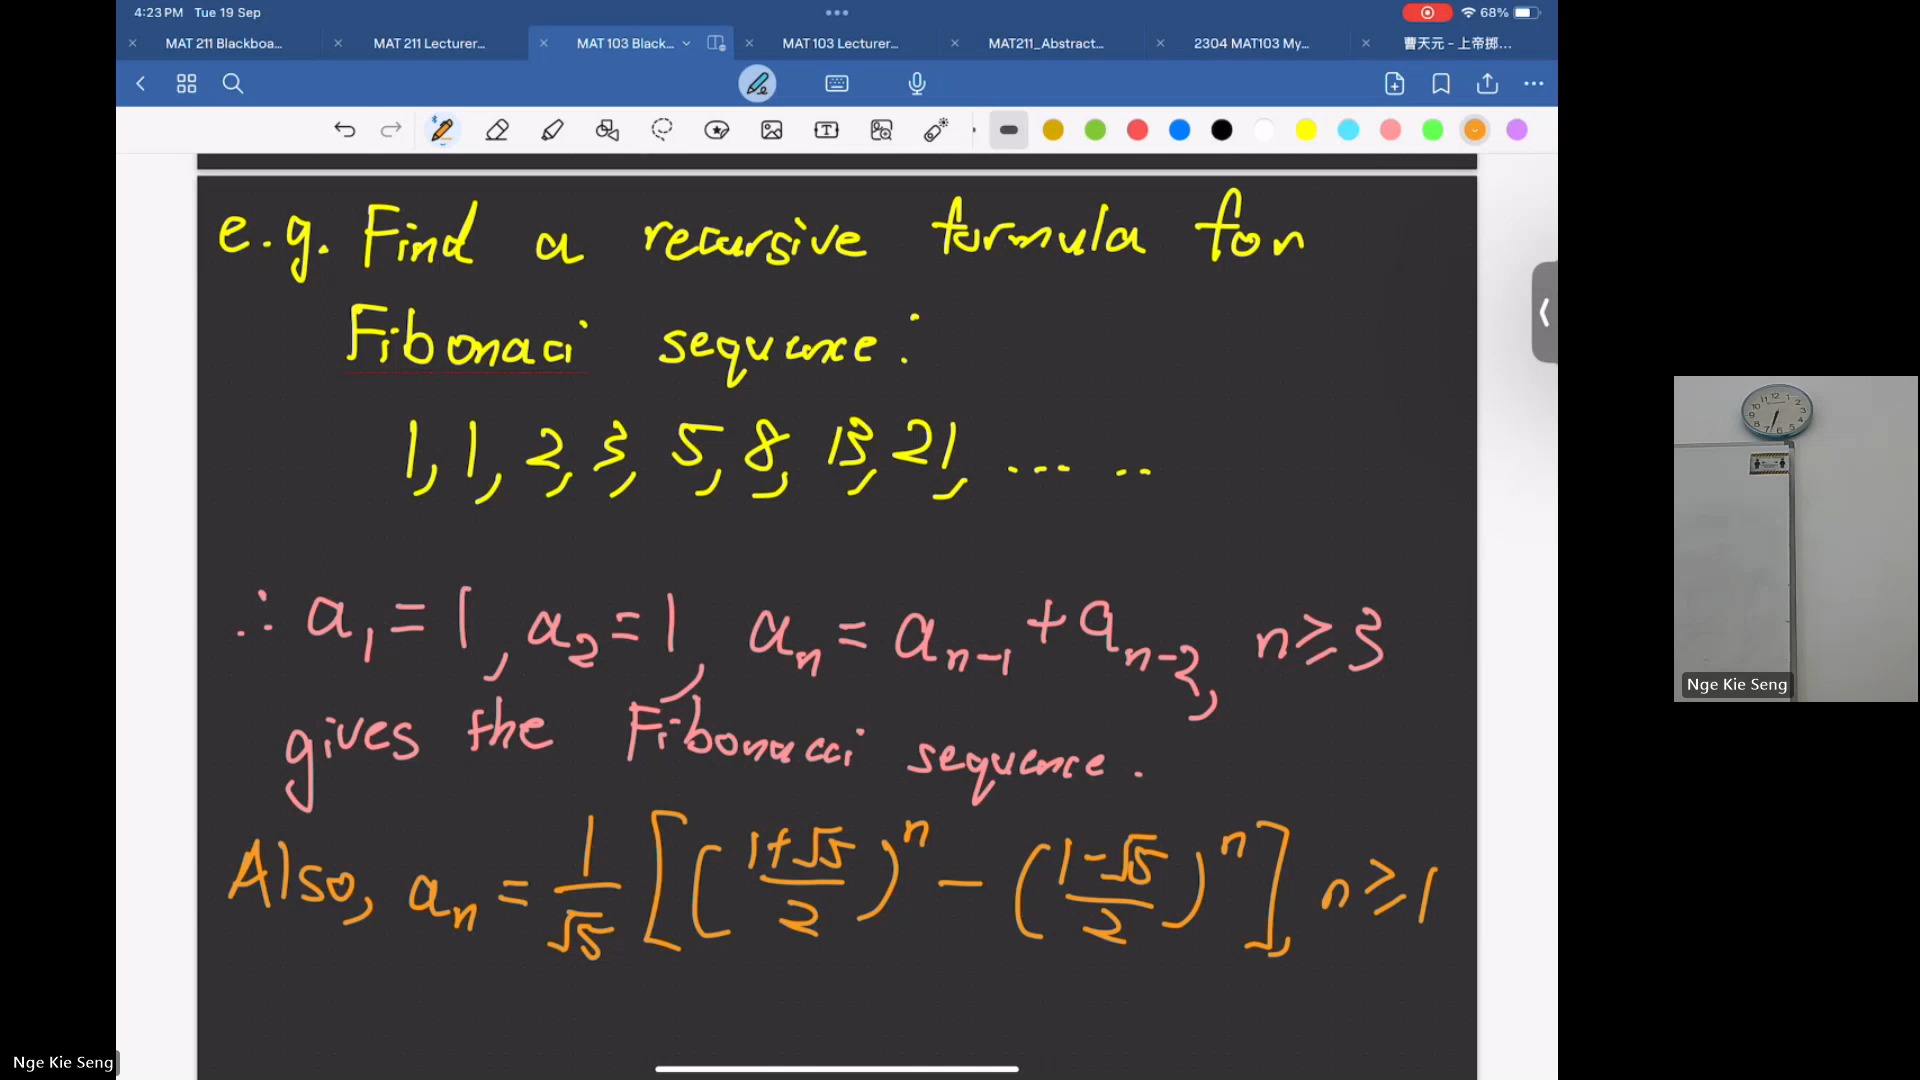 4:23 PM Tue 19 Sep
68%
MAT 211 Blackboa...
MAT 211 Lecturer...
MAT 103 Black...
MAT 103 Lecturer...
MAT211_Abstract...
2304 MAT103 My...
曹天元 - 上帝掷...
e.g. Find a recursive formula for
Fibonaci sequence:
1, 1, 2, 3, 5, 8, 13, 21, ... ..
∴ a₁ = 1, a₂ = 1, aₙ = aₙ₋₁ + aₙ₋₂, n ≥ 3
gives the Fibonacci sequence.
Also, aₙ = 1/√5 [((1+√5)/2)ⁿ − ((1−√5)/2)ⁿ], n ≥ 1
Nge Kie Seng
Nge Kie Seng